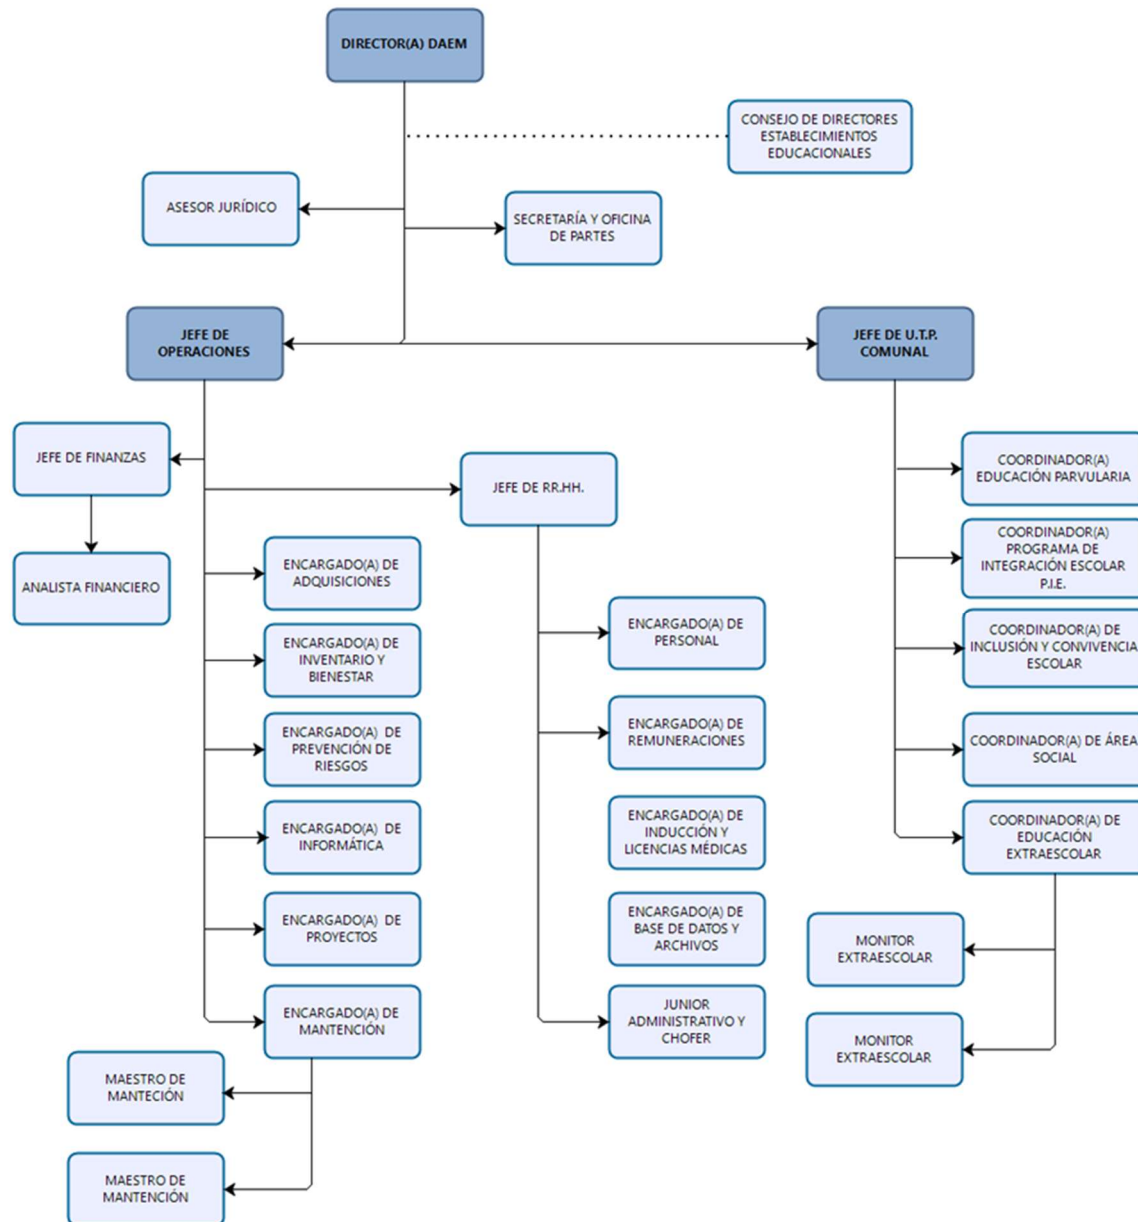 DIRECTOR(A) DAEM
CONSEJO DE DIRECTORES
ESTABLECIMIENTOS
EDUCACIONALES
ASESOR JURÍDICO
SECRETARÍA Y OFICINA
DE PARTES
JEFE DE
OPERACIONES
JEFE DE U.T.P.
COMUNAL
JEFE DE FINANZAS
ANALISTA FINANCIERO
JEFE DE RR.HH.
ENCARGADO(A) DE
ADQUISICIONES
ENCARGADO(A) DE
INVENTARIO Y
BIENESTAR
ENCARGADO(A) DE
PREVENCIÓN DE
RIESGOS
ENCARGADO(A) DE
INFORMÁTICA
ENCARGADO(A) DE
PROYECTOS
ENCARGADO(A) DE
MANTENCIÓN
MAESTRO DE
MANTECIÓN
MAESTRO DE
MANTENCIÓN
ENCARGADO(A) DE
PERSONAL
ENCARGADO(A) DE
REMUNERACIONES
ENCARGADO(A) DE
INDUCCIÓN Y
LICENCIAS MÉDICAS
ENCARGADO(A) DE
BASE DE DATOS Y
ARCHIVOS
JUNIOR
ADMINISTRATIVO Y
CHOFER
COORDINADOR(A)
EDUCACIÓN PARVULARIA
COORDINADOR(A)
PROGRAMA DE
INTEGRACIÓN ESCOLAR
P.I.E.
COORDINADOR(A) DE
INCLUSIÓN Y CONVIVENCIA
ESCOLAR
COORDINADOR(A) DE ÁREA
SOCIAL
COORDINADOR(A) DE
EDUCACIÓN
EXTRAESCOLAR
MONITOR
EXTRAESCOLAR
MONITOR
EXTRAESCOLAR